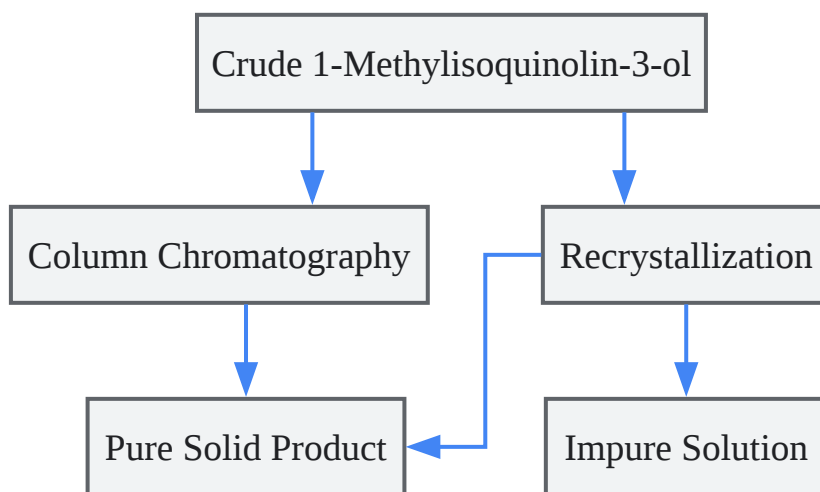 Crude 1-Methylisoquinolin-3-ol
Column Chromatography
Recrystallization
Pure Solid Product
Impure Solution